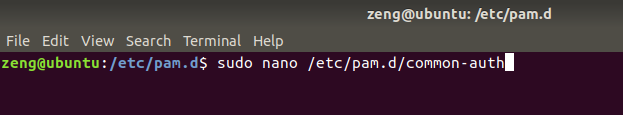 zeng@ubuntu: /etc/pam.d
File Edit View Search Terminal Help
zeng@ubuntu:/etc/pam.d$ sudo nano /etc/pam.d/common-auth